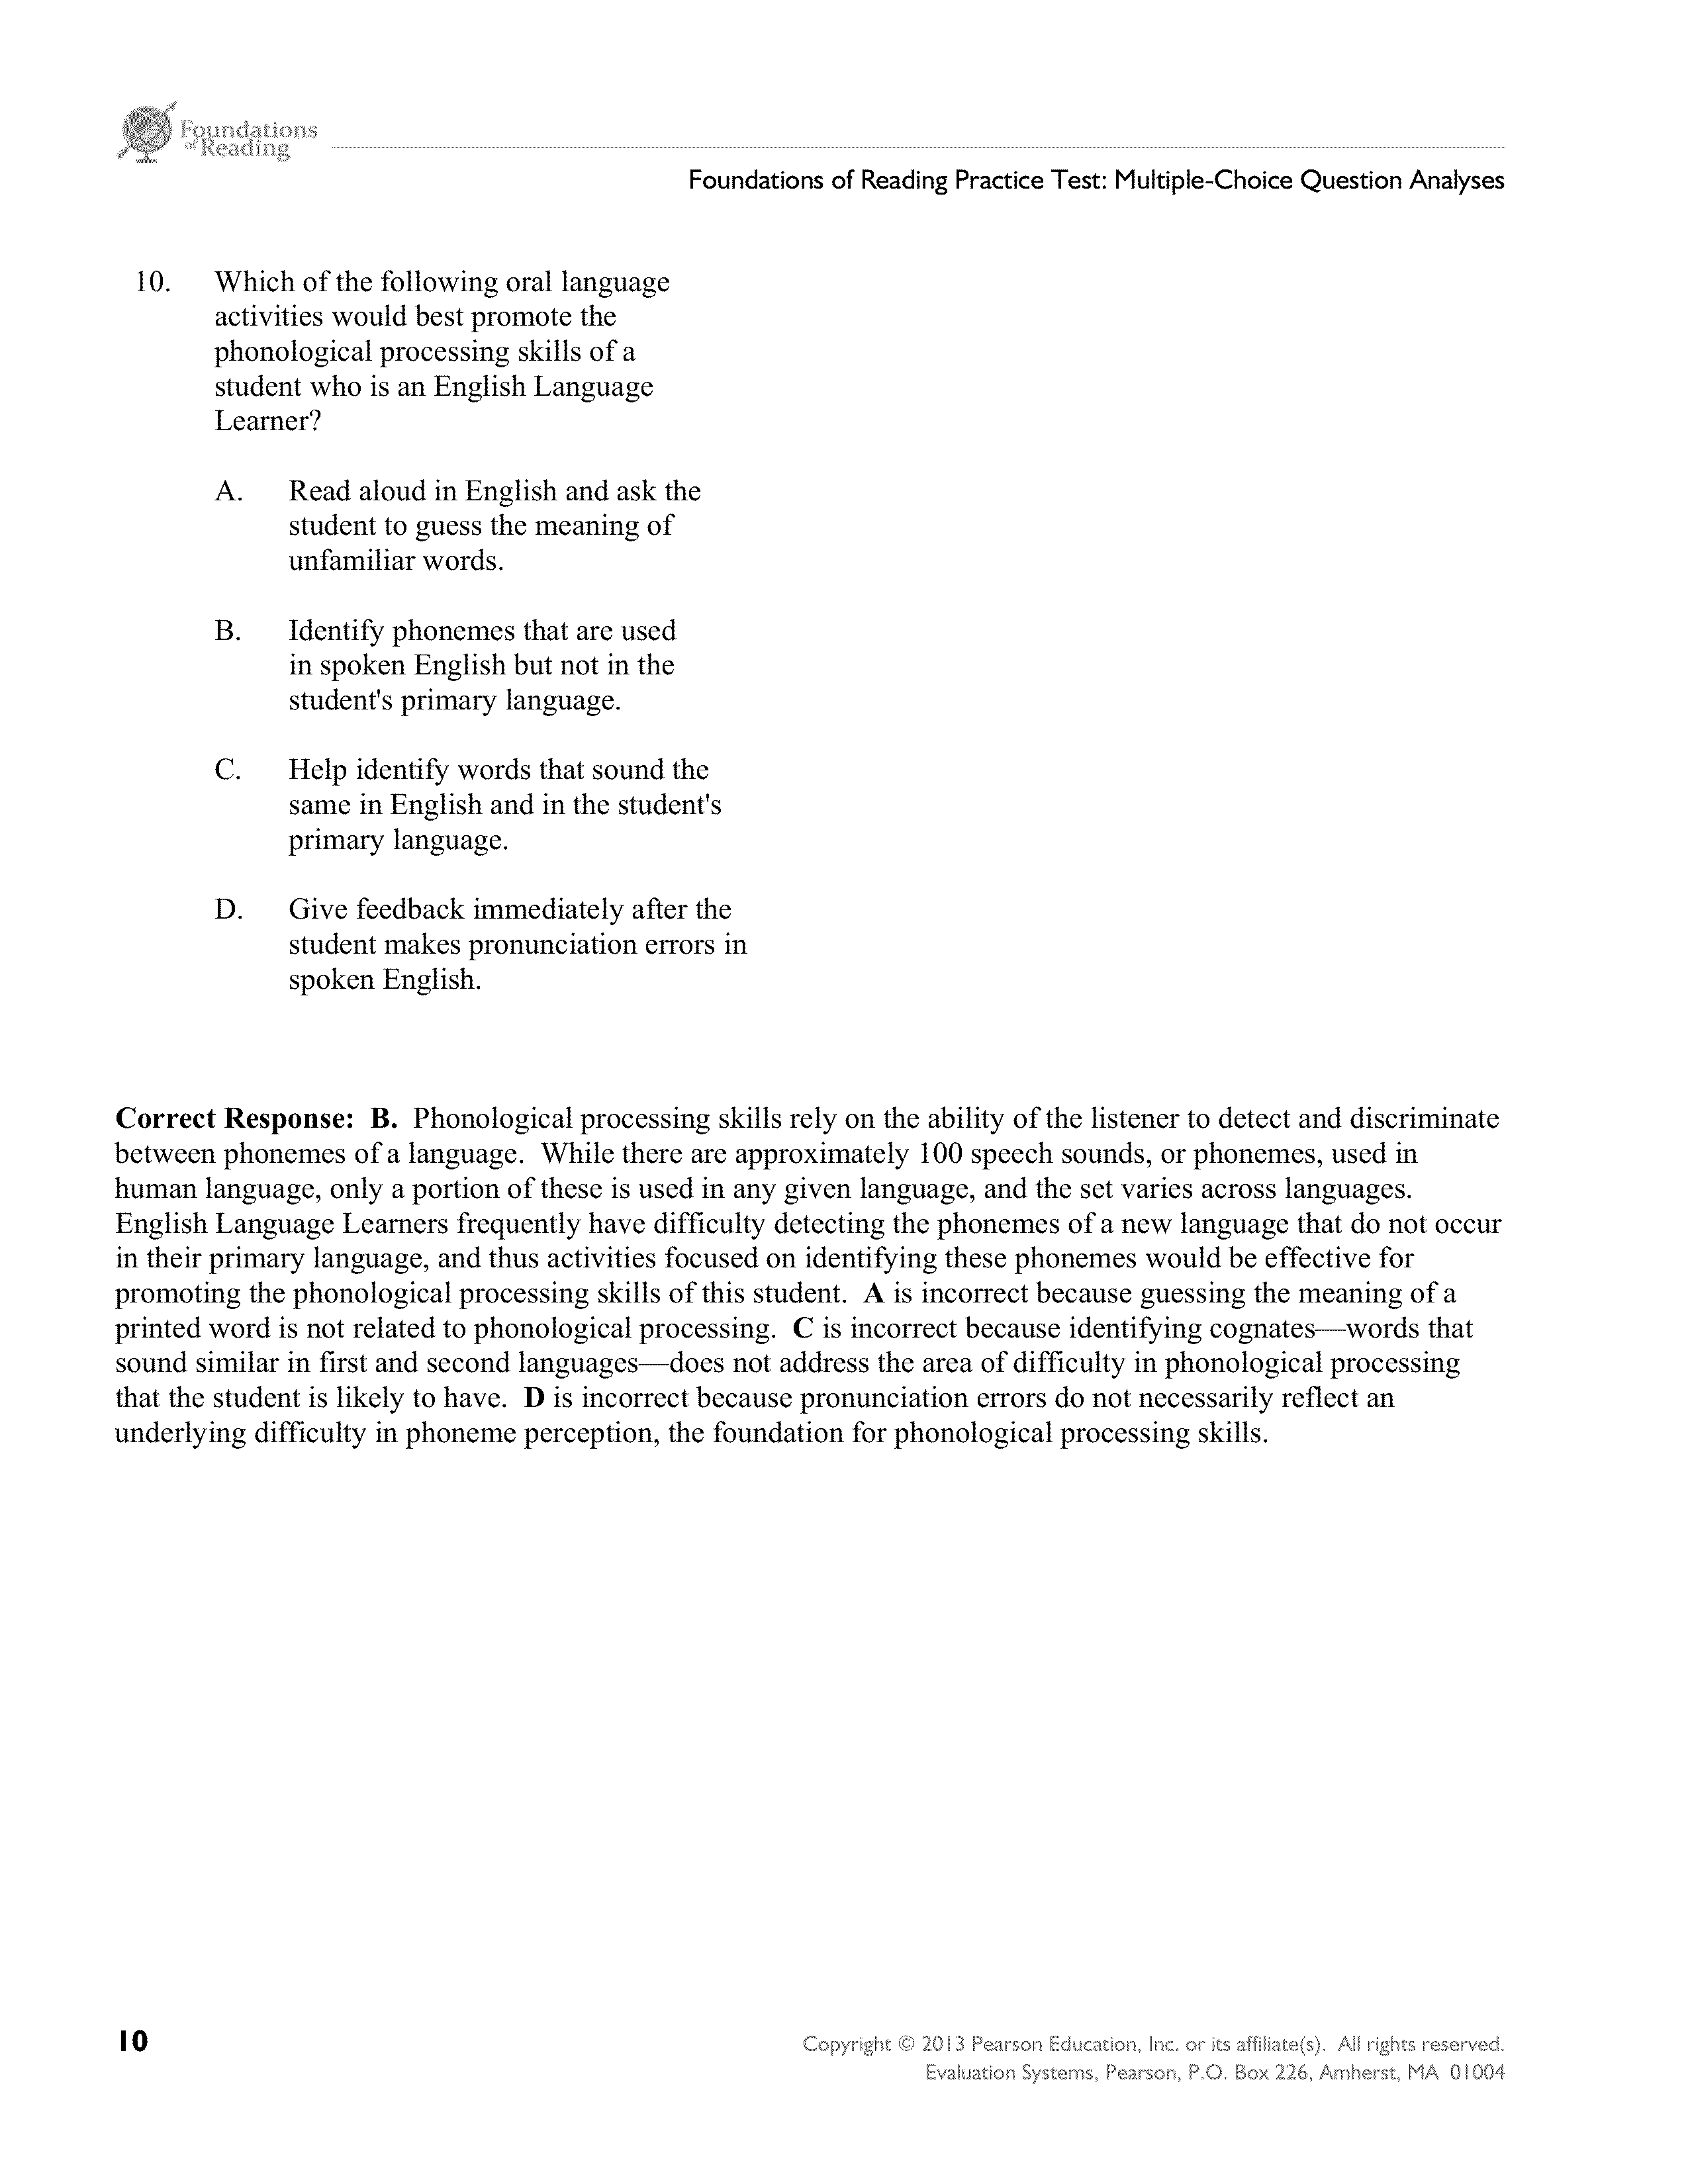 Foundations
of Reading
Foundations of Reading Practice Test: Multiple-Choice Question Analyses
10. Which of the following oral language
activities would best promote the
phonological processing skills of a
student who is an English Language
Learner?
A. Read aloud in English and ask the
student to guess the meaning of
unfamiliar words.
B. Identify phonemes that are used
in spoken English but not in the
student's primary language.
C. Help identify words that sound the
same in English and in the student's
primary language.
D. Give feedback immediately after the
student makes pronunciation errors in
spoken English.
Correct Response: B. Phonological processing skills rely on the ability of the listener to detect and discriminate
between phonemes of a language. While there are approximately 100 speech sounds, or phonemes, used in
human language, only a portion of these is used in any given language, and the set varies across languages.
English Language Learners frequently have difficulty detecting the phonemes of a new language that do not occur
in their primary language, and thus activities focused on identifying these phonemes would be effective for
promoting the phonological processing skills of this student. A is incorrect because guessing the meaning of a
printed word is not related to phonological processing. C is incorrect because identifying cognates—words that
sound similar in first and second languages—does not address the area of difficulty in phonological processing
that the student is likely to have. D is incorrect because pronunciation errors do not necessarily reflect an
underlying difficulty in phoneme perception, the foundation for phonological processing skills.
10
Copyright © 2013 Pearson Education, Inc. or its affiliate(s). All rights reserved.
Evaluation Systems, Pearson, P.O. Box 226, Amherst, MA 01004